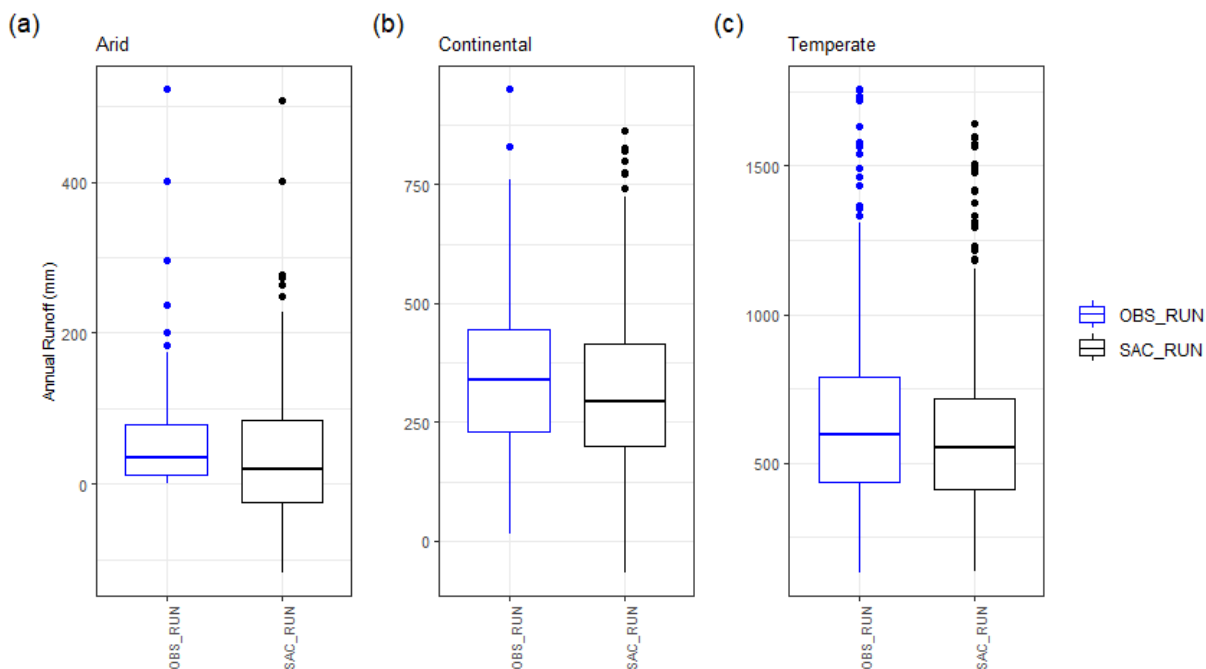 (a)
Arid
(b)
Continental
(c)
Temperate
Annual Runoff (mm)
400
200
0
OBS_RUN
SAC_RUN
750
500
250
0
OBS_RUN
SAC_RUN
1500
1000
500
OBS_RUN
SAC_RUN
OBS_RUN
SAC_RUN